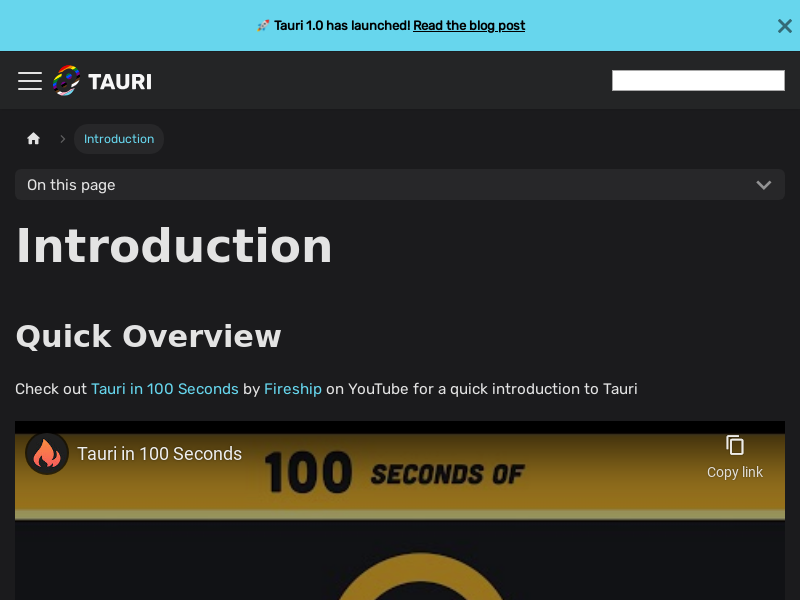 🚀 Tauri 1.0 has launched! Read the blog post
TAURI
Introduction
On this page
Introduction
Quick Overview
Check out Tauri in 100 Seconds by Fireship on YouTube for a quick introduction to Tauri
Tauri in 100 Seconds
100 SECONDS OF
Copy link